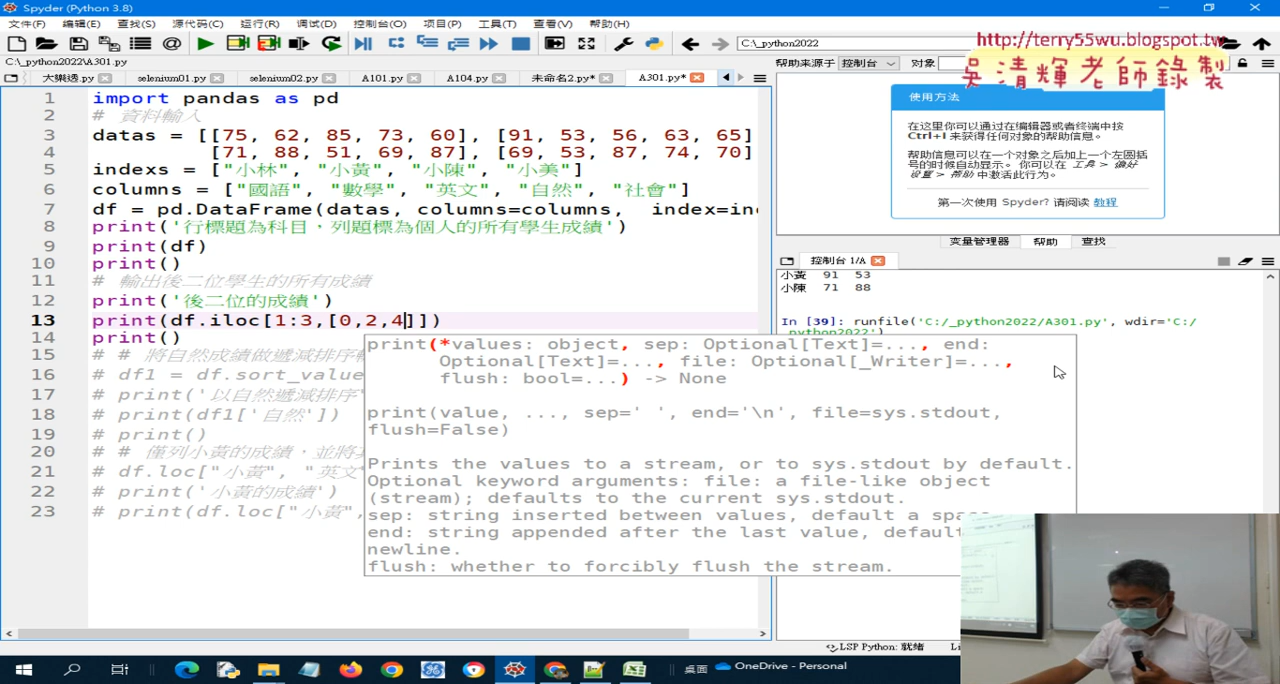 Spyder (Python 3.8)
文件(F) 编辑(E) 查找(S) 源代码(C) 运行(R) 调试(D) 控制台(O) 项目(P) 工具(T) 查看(V) 帮助(H)
C:\_python2022
http://terry55wu.blogspot.tw
吳清輝老師錄製
C:\_python2022\A301.py
大樂透.py selenium01.py selenium02.py A101.py A104.py 未命名2.py* A301.py*
帮助来源于 控制台 对象
1 import pandas as pd
2 # 資料輸入
3 datas = [[75, 62, 85, 73, 60], [91, 53, 56, 63, 65]
4 [71, 88, 51, 69, 87], [69, 53, 87, 74, 70]
5 indexs = ["小林", "小黃", "小陳", "小美"]
6 columns = ["國語", "數學", "英文", "自然", "社會"]
7 df = pd.DataFrame(datas, columns=columns, index=ind
8 print('行標題為科目，列題標為個人的所有學生成績')
9 print(df)
10 print()
11 # 輸出後二位學生的所有成績
12 print('後二位的成績')
13 print(df.iloc[1:3,[0,2,4]])
14 print()
15 # # 將自然成績做遞減排序
16 # df1 = df.sort_value
17 # print('以自然遞減排序
18 # print(df1['自然'])
19 # print()
20 # # 僅列小黃的成績，並將
21 # df.loc["小黃", "英文
22 # print('小黃的成績')
23 # print(df.loc["小黃",
print(*values: object, sep: Optional[Text]=..., end:
Optional[Text]=..., file: Optional[_Writer]=...,
flush: bool=...) -> None
print(value, ..., sep=' ', end='\n', file=sys.stdout,
flush=False)
Prints the values to a stream, or to sys.stdout by default.
Optional keyword arguments: file: a file-like object
(stream); defaults to the current sys.stdout.
sep: string inserted between values, default a space.
end: string appended after the last value, default
newline.
flush: whether to forcibly flush the stream.
使用方法
在这里你可以通过在编辑器或者终端中按
Ctrl+I 来获得任何对象的帮助信息。
帮助信息可以在一个对象之后加上一个左圆括
号的时候自动显示。你可以在 工具 > 偏好
设置 > 帮助 中激活此行为。
第一次使用 Spyder? 请阅读 教程
变量管理器 帮助 查找
控制台 1/A
小黃 91 53
小陳 71 88
In [39]: runfile('C:/_python2022/A301.py', wdir='C:/
_python2022')
LSP Python: 就绪
桌面 OneDrive - Personal